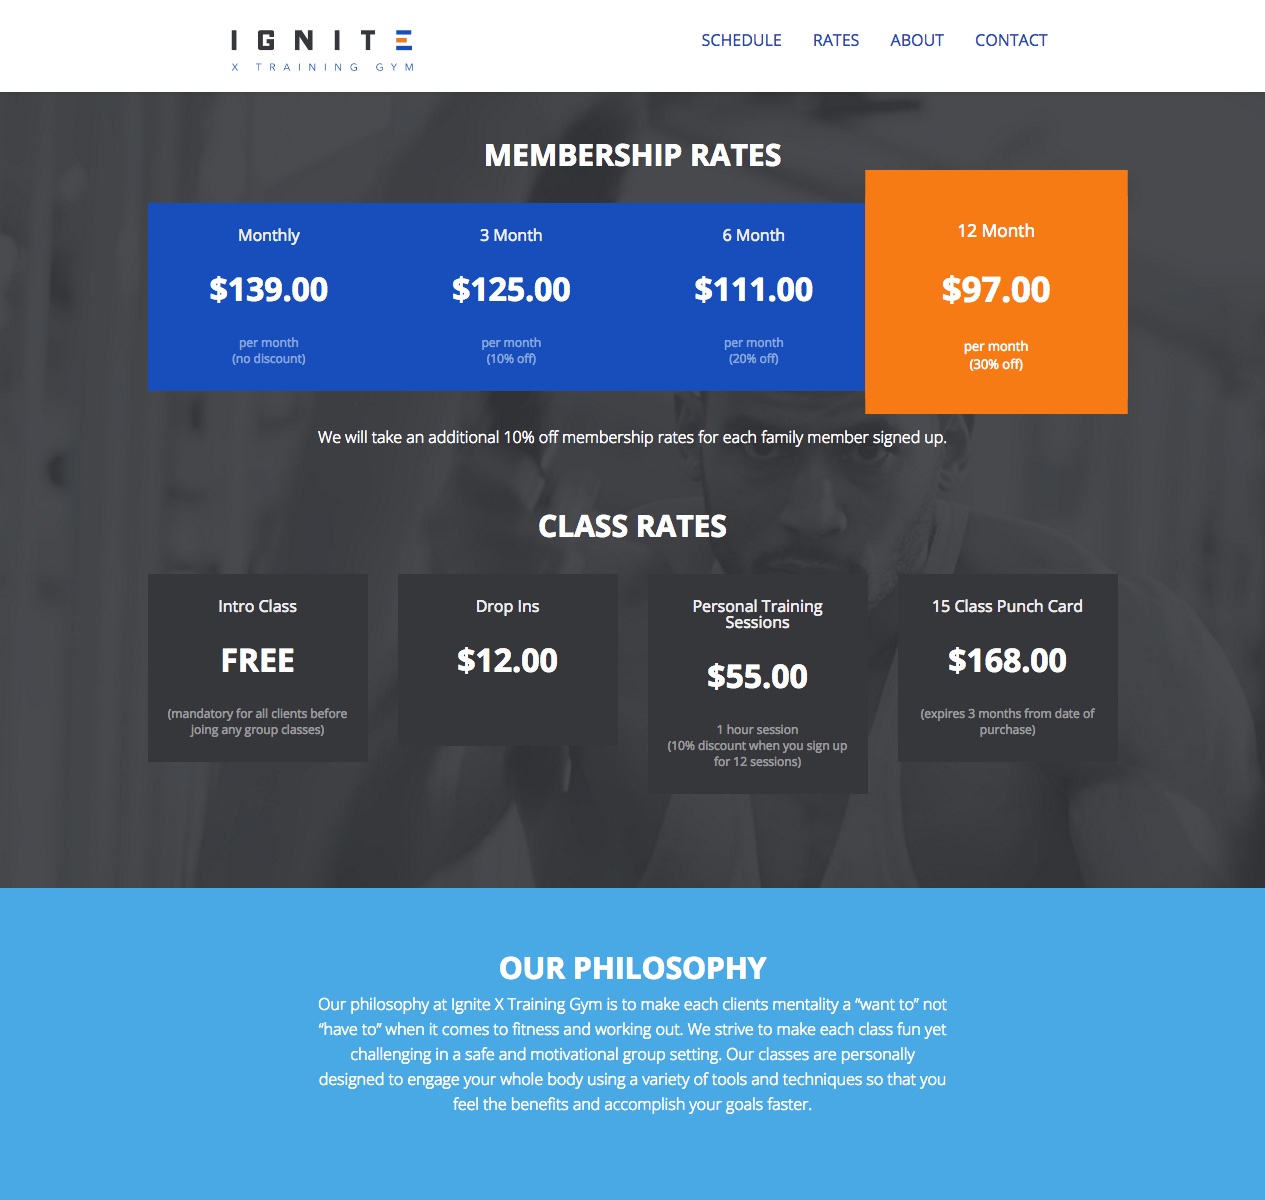 IGNITE
X TRAINING GYM
SCHEDULE RATES ABOUT CONTACT
MEMBERSHIP RATES
Monthly
$139.00
per month
(no discount)
3 Month
$125.00
per month
(10% off)
6 Month
$111.00
per month
(20% off)
12 Month
$97.00
per month
(30% off)
We will take an additional 10% off membership rates for each family member signed up.
CLASS RATES
Intro Class
FREE
(mandatory for all clients before
joing any group classes)
Drop Ins
$12.00
Personal Training
Sessions
$55.00
1 hour session
(10% discount when you sign up
for 12 sessions)
15 Class Punch Card
$168.00
(expires 3 months from date of
purchase)
OUR PHILOSOPHY
Our philosophy at Ignite X Training Gym is to make each clients mentality a “want to” not
“have to” when it comes to fitness and working out. We strive to make each class fun yet
challenging in a safe and motivational group setting. Our classes are personally
designed to engage your whole body using a variety of tools and techniques so that you
feel the benefits and accomplish your goals faster.